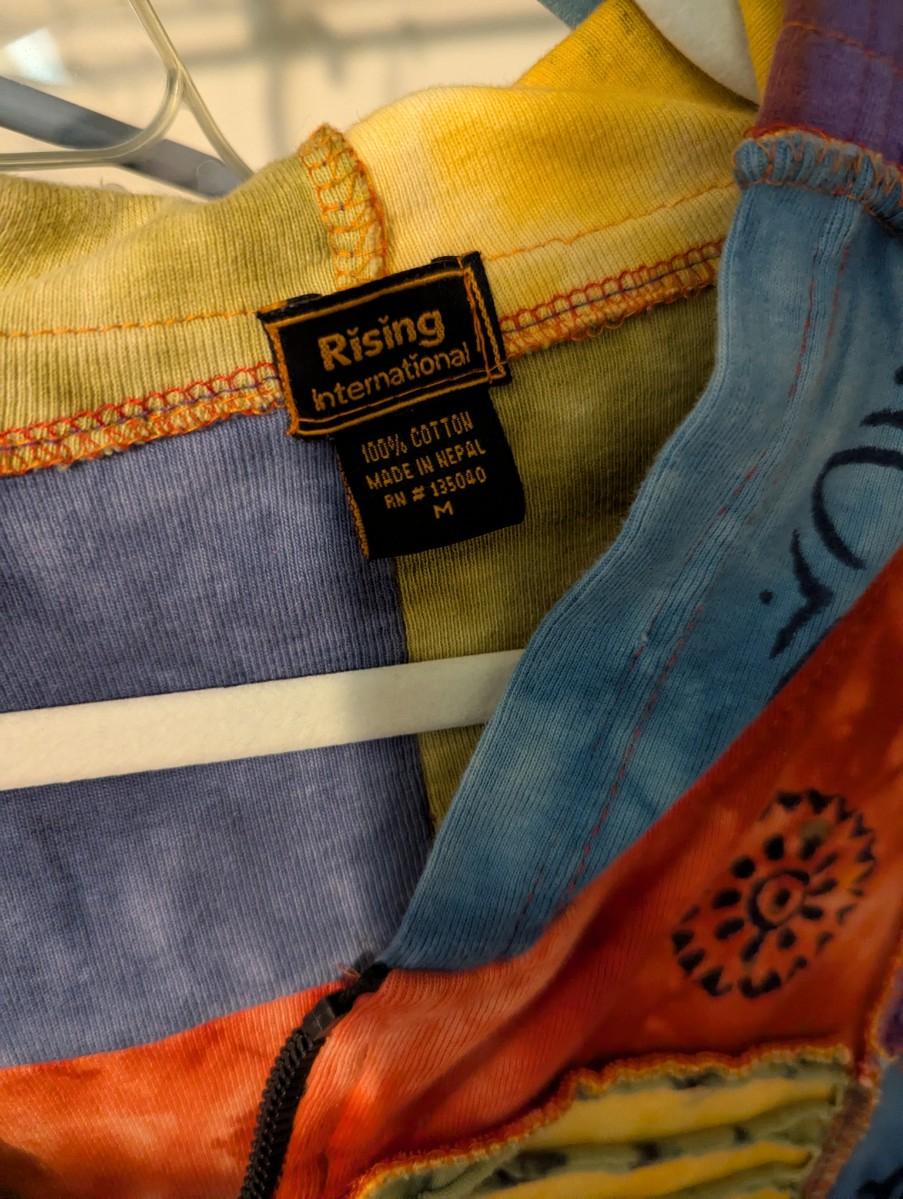 Rising
International
100% COTTON
MADE IN NEPAL
RN # 135040
M